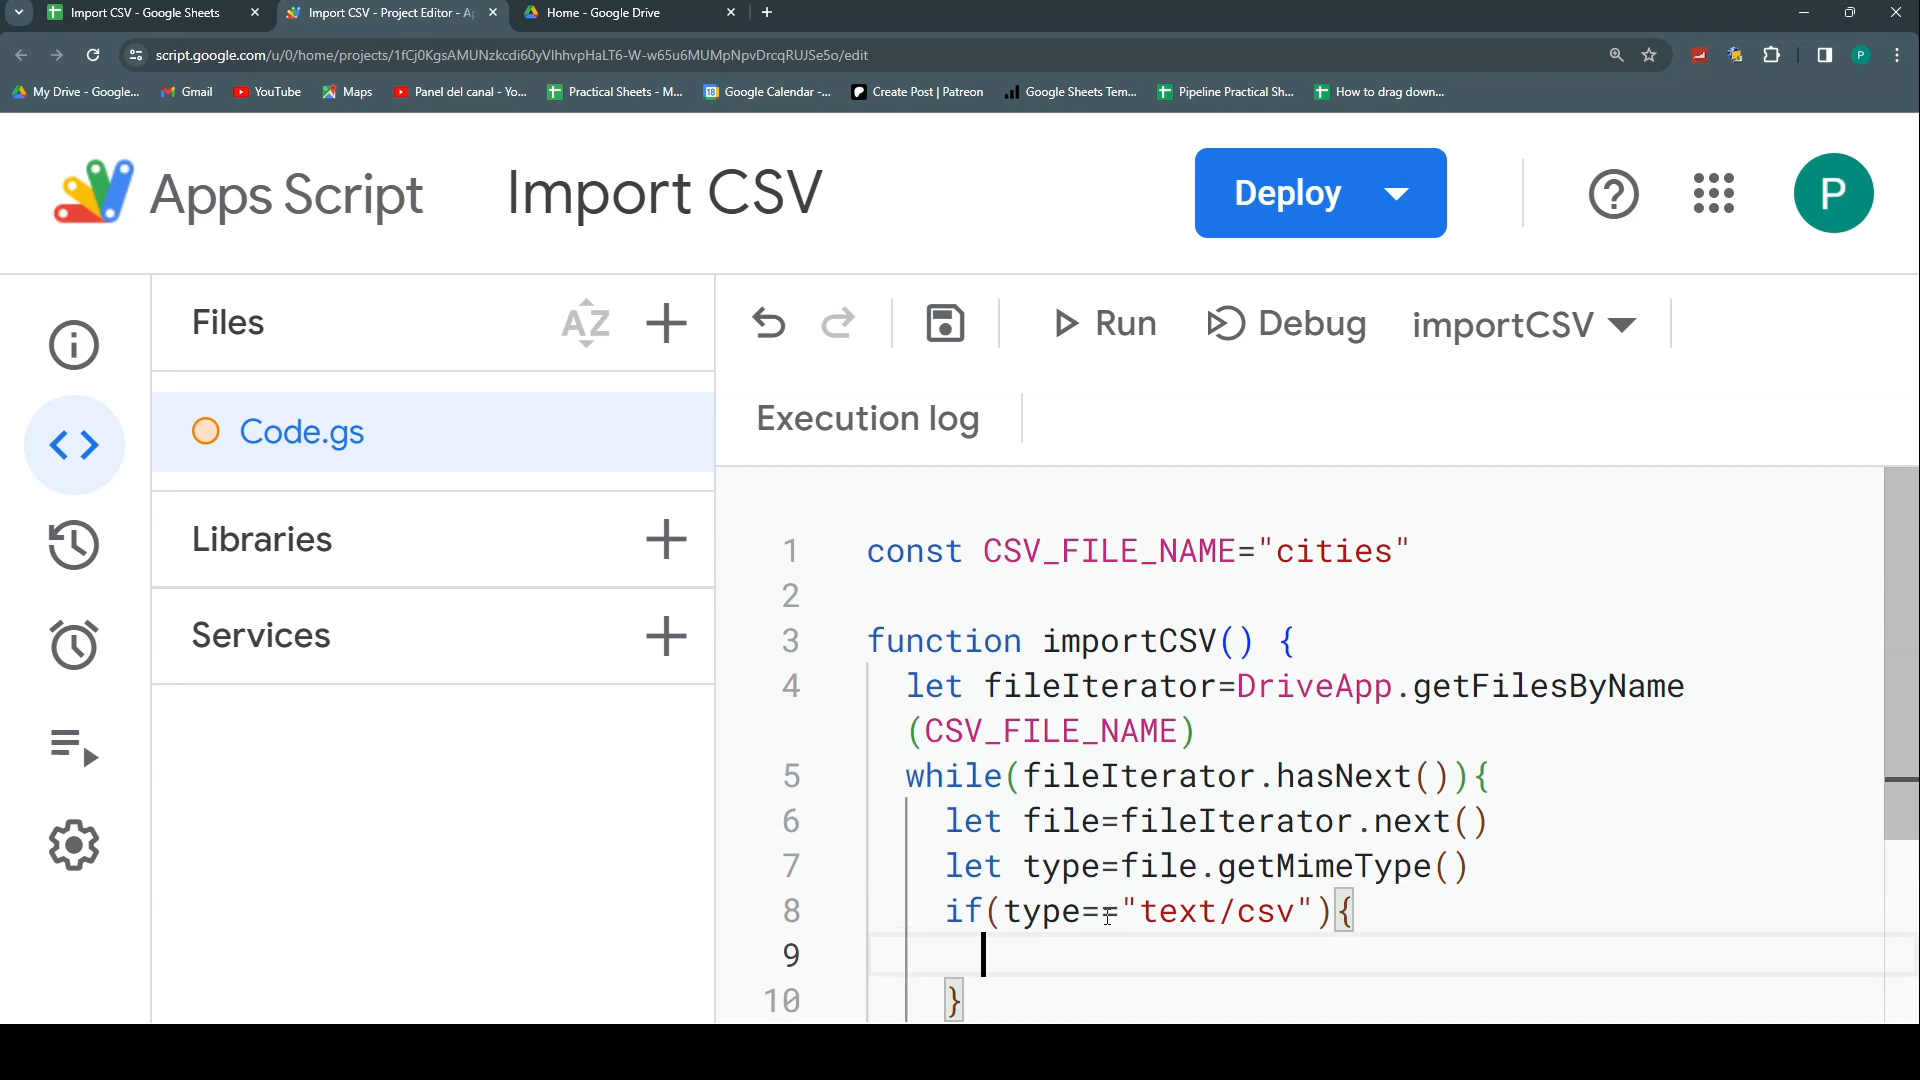 Import CSV - Google Sheets
Import CSV - Project Editor - Ap
Home - Google Drive
script.google.com/u/0/home/projects/1fCj0KgsAMUNzkcdi60yVlhhvpHaLT6-W-w65u6MUMpNpvDrcqRUJSe5o/edit
P
My Drive - Google...
Gmail
YouTube
Maps
Panel del canal - Yo...
Practical Sheets - M...
Google Calendar -...
Create Post | Patreon
Google Sheets Tem...
Pipeline Practical Sh...
How to drag down...
Apps Script
Import CSV
Deploy
P
Files
AZ
Run
Debug
importCSV
Code.gs
Execution log
Libraries
Services
1 const CSV_FILE_NAME="cities"
2
3 function importCSV() {
4 let fileIterator=DriveApp.getFilesByName
(CSV_FILE_NAME)
5 while(fileIterator.hasNext()){
6 let file=fileIterator.next()
7 let type=file.getMimeType()
8 if(type=="text/csv"){
9
10 }